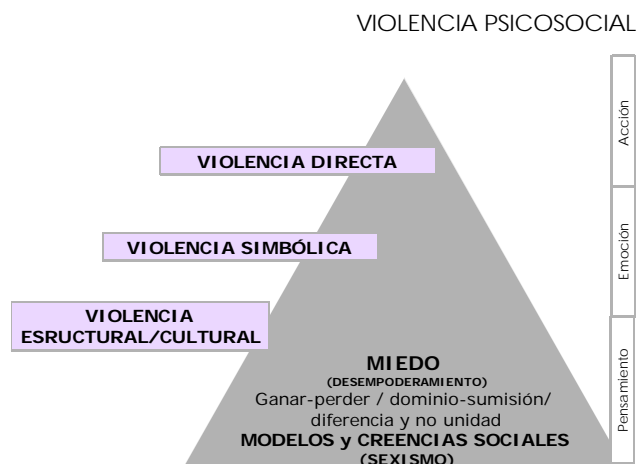 VIOLENCIA PSICOSOCIAL
Acción
VIOLENCIA DIRECTA
Emoción
VIOLENCIA SIMBÓLICA
VIOLENCIA
ESRUCTURAL/CULTURAL
Pensamiento
MIEDO
(DESEMPODERAMIENTO)
Ganar-perder / dominio-sumisión/
diferencia y no unidad
MODELOS y CREENCIAS SOCIALES
(SEXISMO)